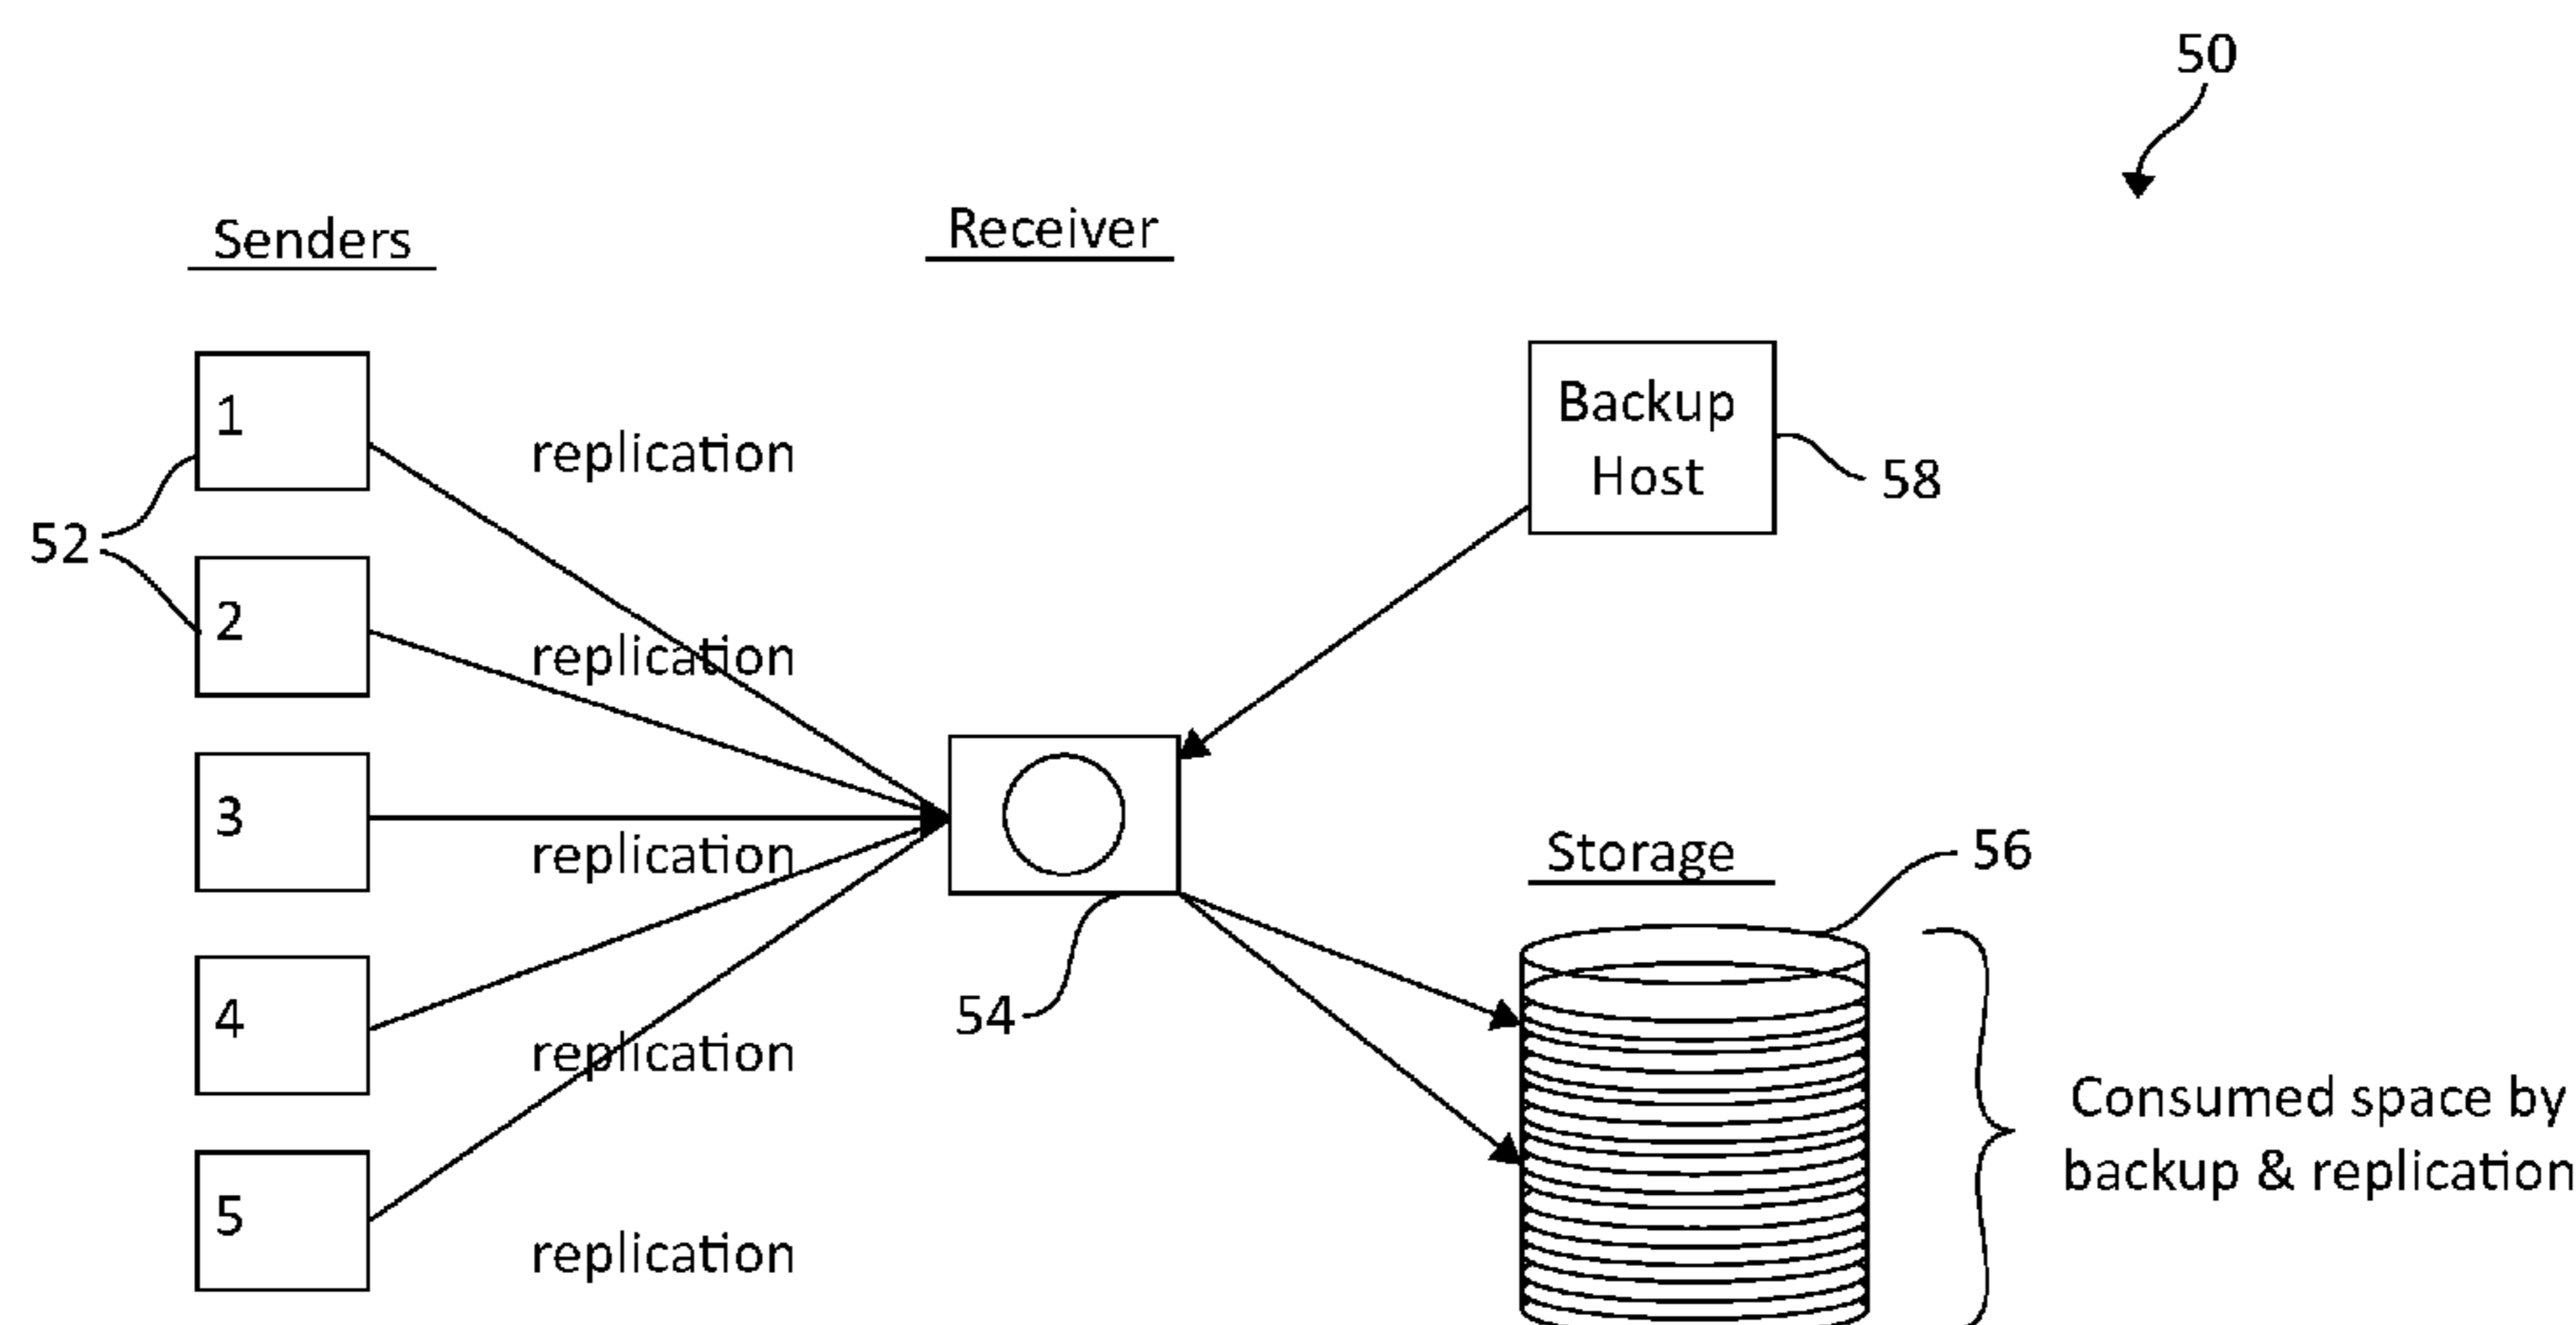 50
Senders
Receiver
1
replication
Backup
Host
58
52
2
replication
3
replication
Storage
56
4
54
replication
Consumed space by
backup & replication
5
replication